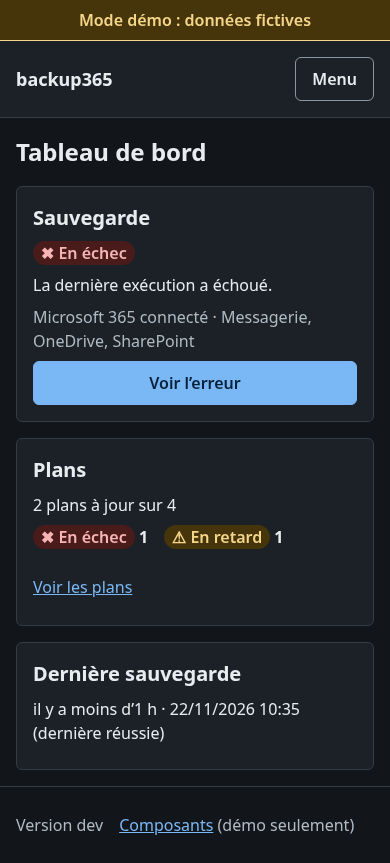 Mode démo : données fictives
backup365
Menu
Tableau de bord
Sauvegarde
✖ En échec
La dernière exécution a échoué.
Microsoft 365 connecté · Messagerie,
OneDrive, SharePoint
Voir l’erreur
Plans
2 plans à jour sur 4
✖ En échec 1 ⚠ En retard 1
Voir les plans
Dernière sauvegarde
il y a moins d’1 h · 22/11/2026 10:35
(dernière réussie)
Version dev Composants (démo seulement)